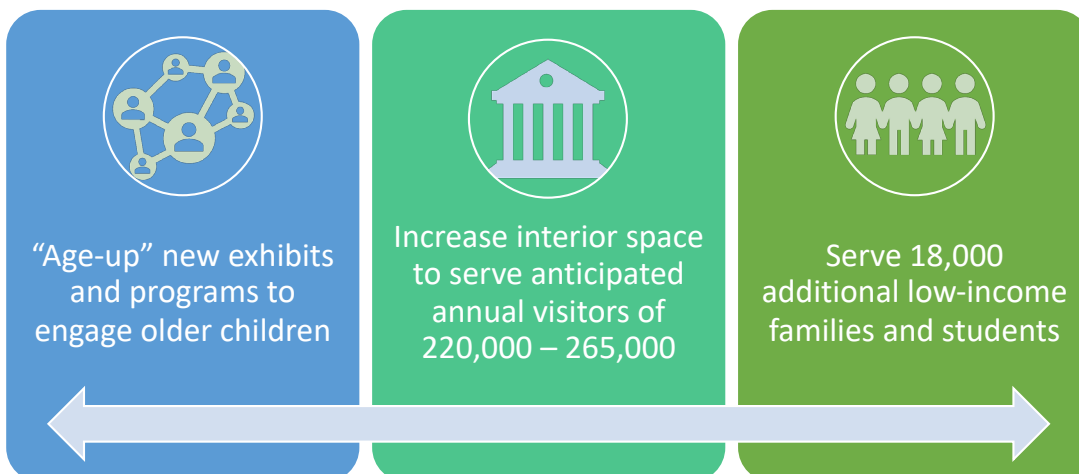 “Age-up” new exhibits
and programs to
engage older children
Increase interior space
to serve anticipated
annual visitors of
220,000 – 265,000
Serve 18,000
additional low-income
families and students